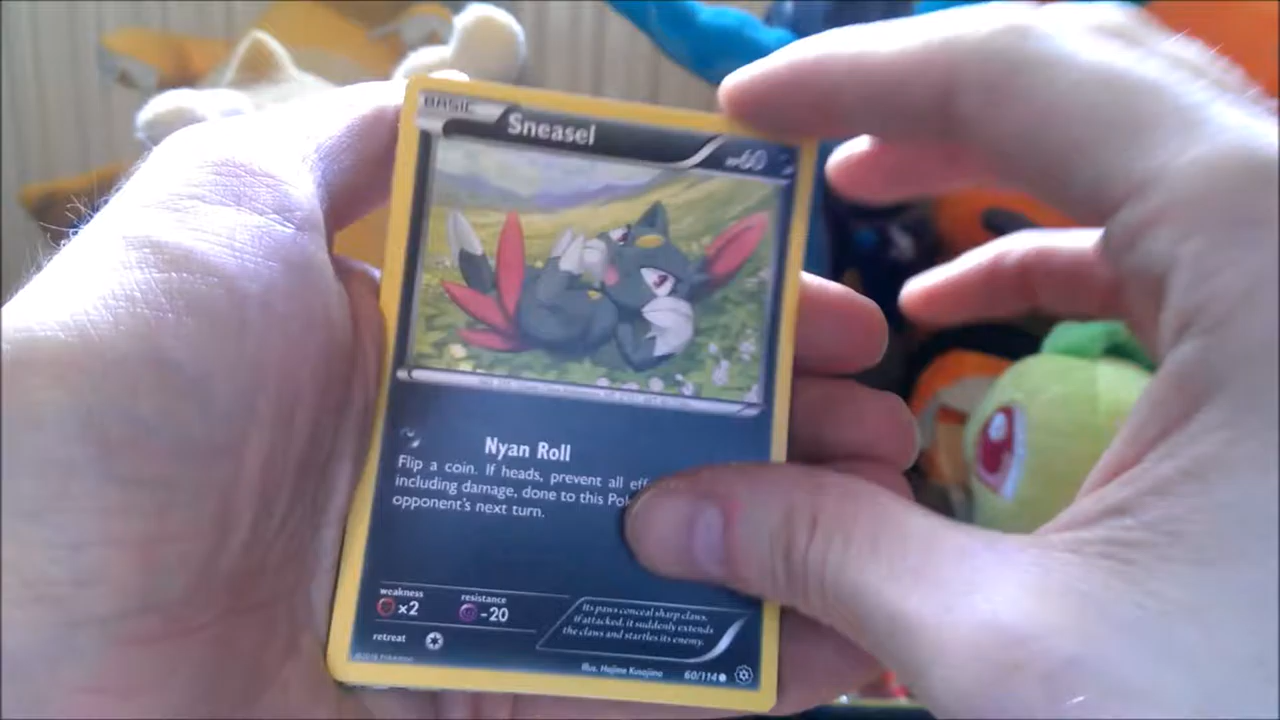 BASIC
Sneasel
HP60
Nyan Roll
Flip a coin. If heads, prevent all eff
including damage, done to this Pok
opponent's next turn.
weakness
×2
resistance
-20
retreat
Its paws conceal sharp claws.
If attacked, it suddenly extends
the claws and startles its enemy.
Illus. Hajime Kusajima
60/114